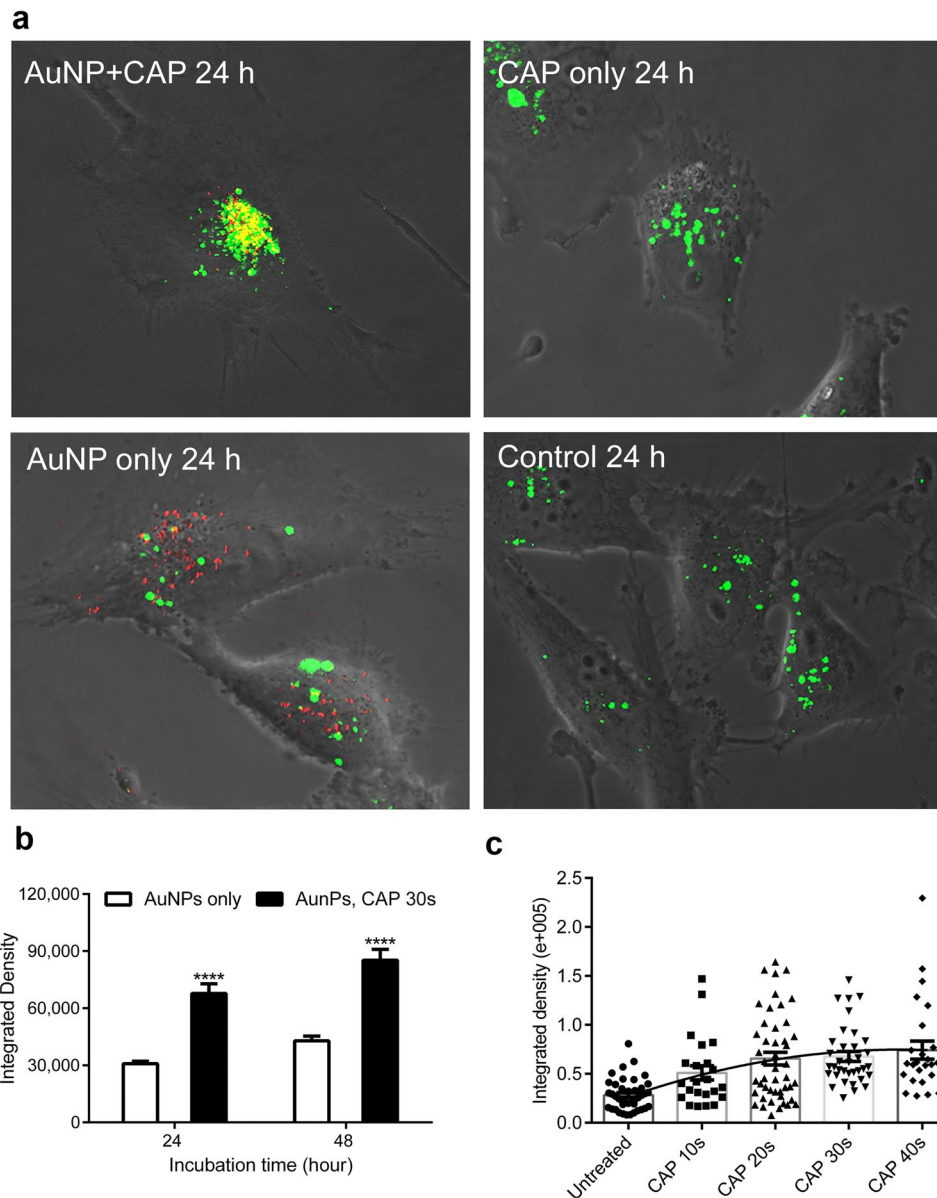 a
AuNP+CAP 24 h
CAP only 24 h
AuNP only 24 h
Control 24 h
b
120,000
90,000
60,000
30,000
0
Integrated Density
AuNPs only
AunPs, CAP 30s
****
****
24
48
Incubation time (hour)
c
2.5
2.0
1.5
1.0
0.5
0.0
Integrated density (e+005)
Untreated
CAP 10s
CAP 20s
CAP 30s
CAP 40s